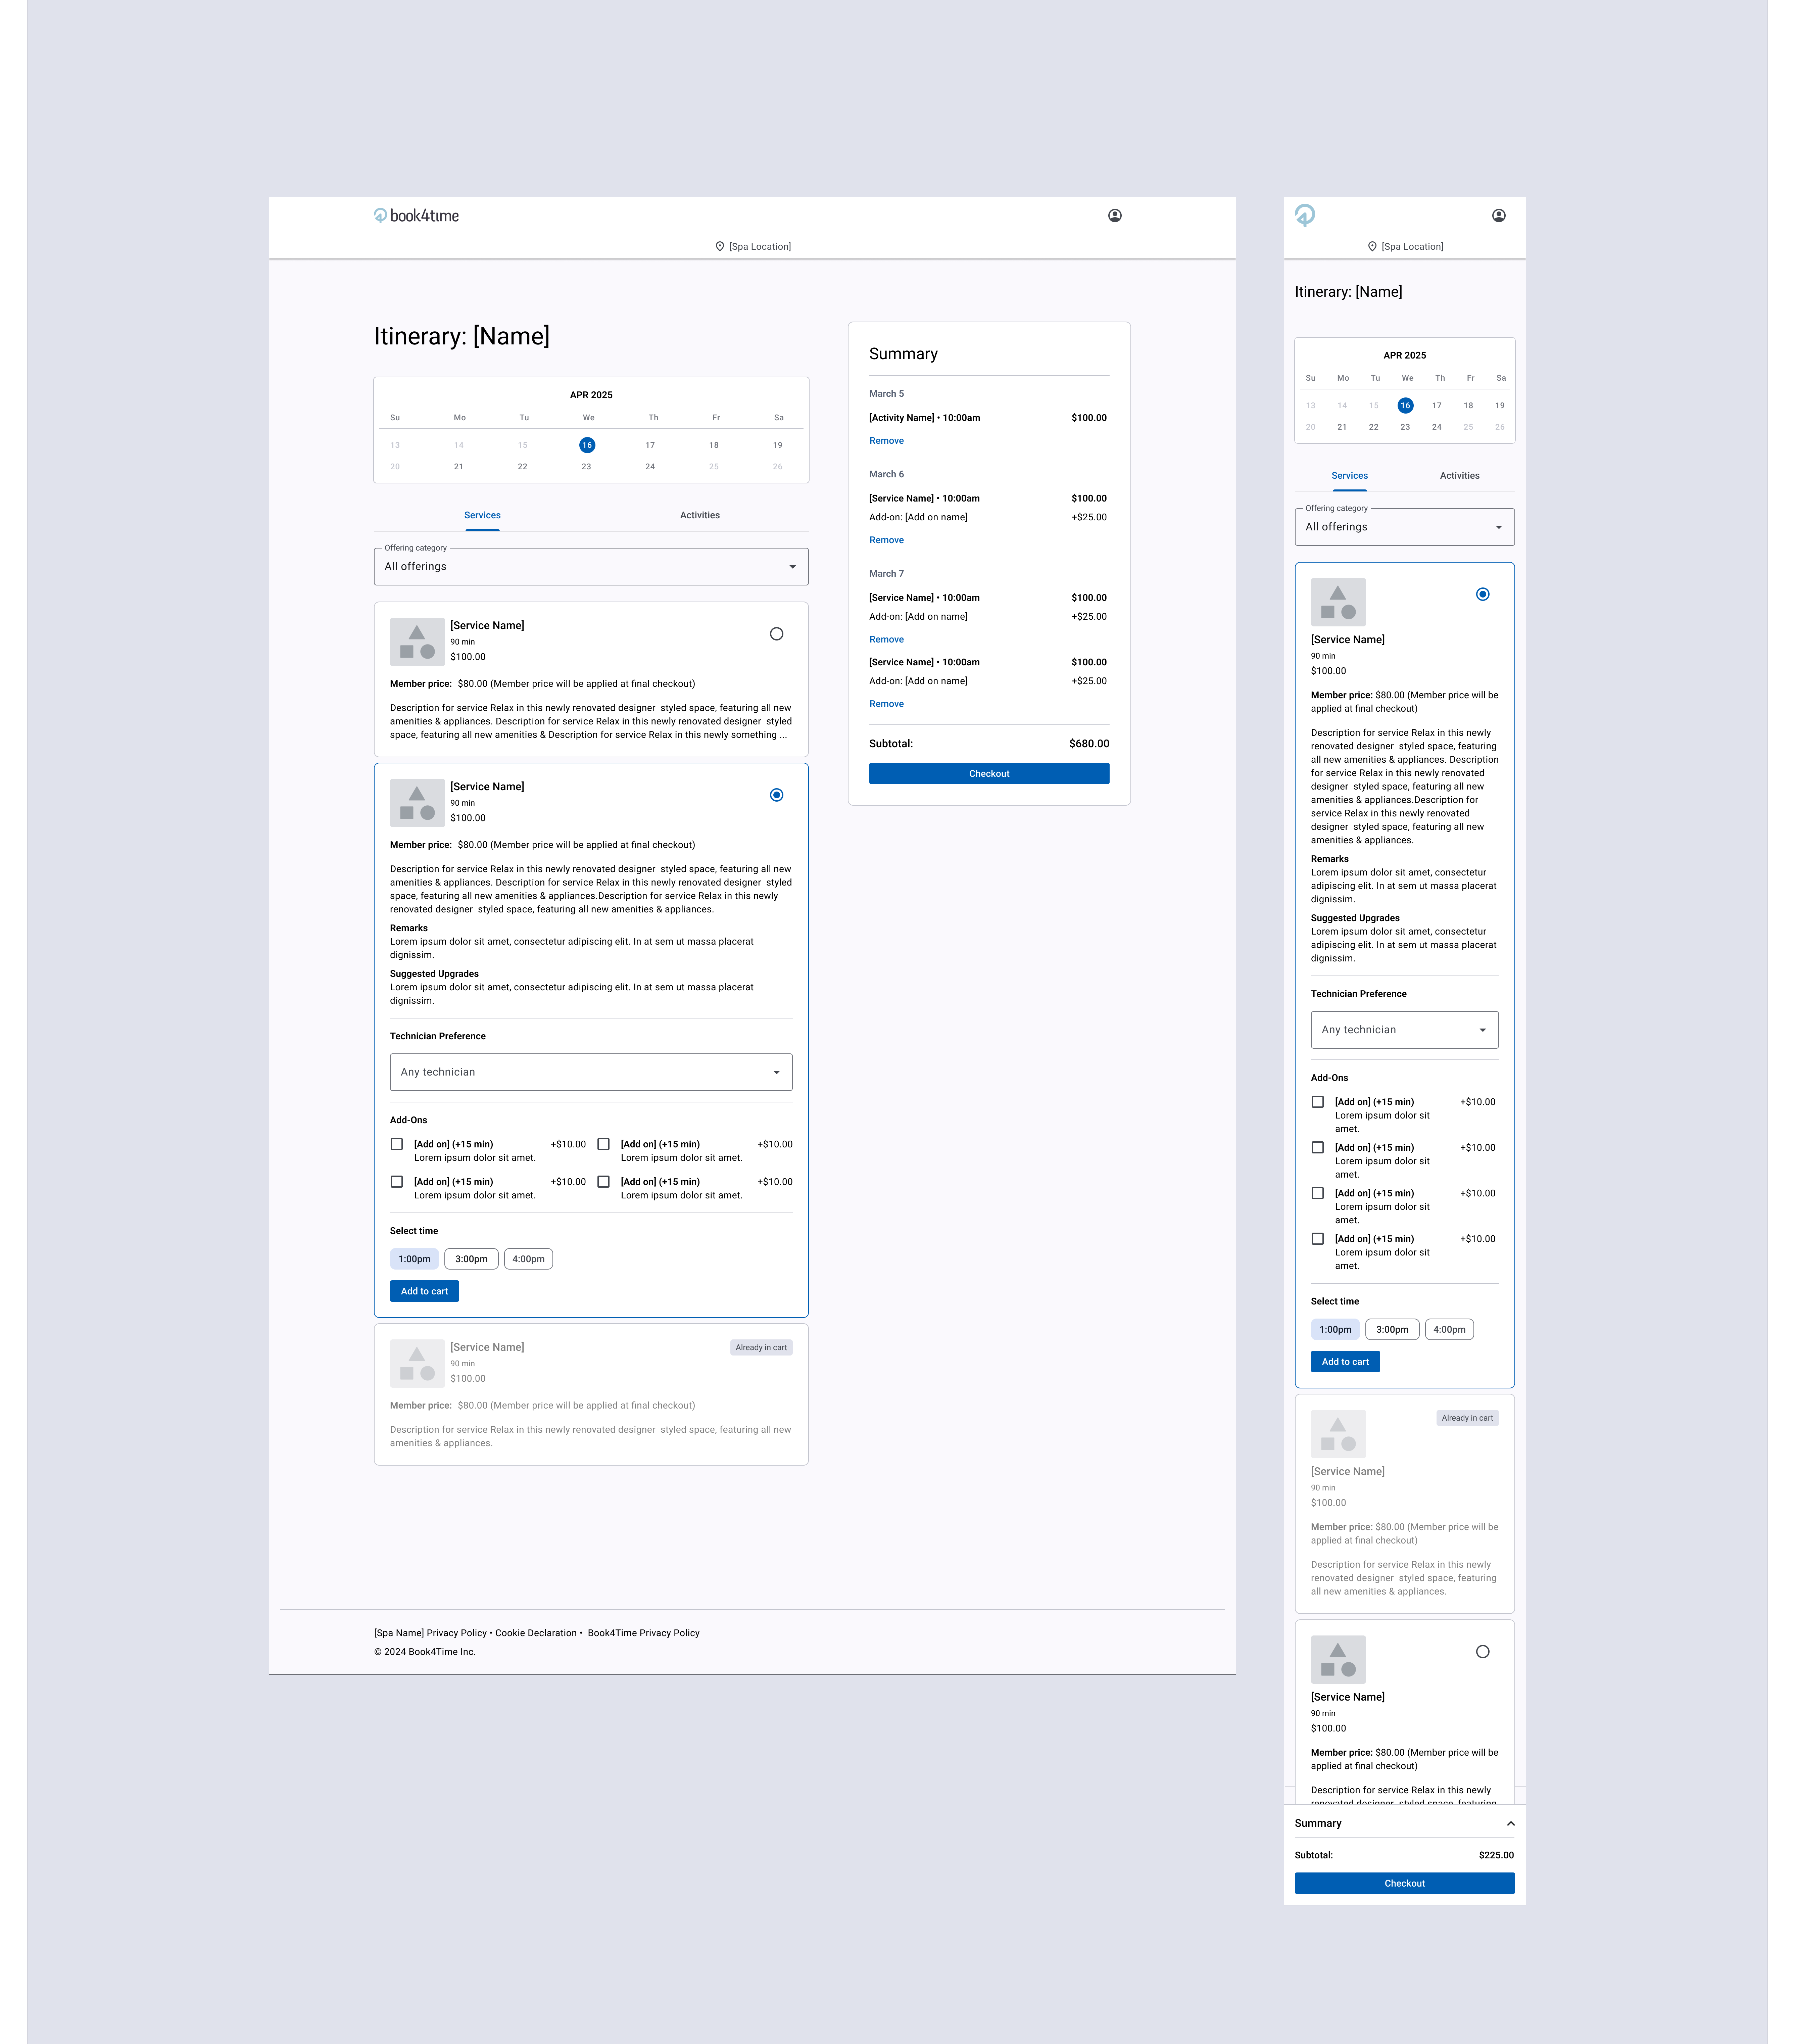 book4time
[Spa Location]
Itinerary: [Name]
APR 2025
Su Mo Tu We Th Fr Sa
13 14 15 16 17 18 19
20 21 22 23 24 25 26
Services Activities
Offering category
All offerings
[Service Name]
90 min
$100.00
Member price: $80.00 (Member price will be applied at final checkout)
Description for service Relax in this newly renovated designer styled space, featuring all new
amenities & appliances. Description for service Relax in this newly renovated designer styled
space, featuring all new amenities & Description for service Relax in this newly something ...
[Service Name]
90 min
$100.00
Member price: $80.00 (Member price will be applied at final checkout)
Description for service Relax in this newly renovated designer styled space, featuring all new
amenities & appliances. Description for service Relax in this newly renovated designer styled
space, featuring all new amenities & appliances.Description for service Relax in this newly
renovated designer styled space, featuring all new amenities & appliances.
Remarks
Lorem ipsum dolor sit amet, consectetur adipiscing elit. In at sem ut massa placerat
dignissim.
Suggested Upgrades
Lorem ipsum dolor sit amet, consectetur adipiscing elit. In at sem ut massa placerat
dignissim.
Technician Preference
Any technician
Add-Ons
[Add on] (+15 min) +$10.00 [Add on] (+15 min) +$10.00
Lorem ipsum dolor sit amet. Lorem ipsum dolor sit amet.
[Add on] (+15 min) +$10.00 [Add on] (+15 min) +$10.00
Lorem ipsum dolor sit amet. Lorem ipsum dolor sit amet.
Select time
1:00pm 3:00pm 4:00pm
Add to cart
[Service Name] Already in cart
90 min
$100.00
Member price: $80.00 (Member price will be applied at final checkout)
Description for service Relax in this newly renovated designer styled space, featuring all new
amenities & appliances.
Summary
March 5
[Activity Name] • 10:00am $100.00
Remove
March 6
[Service Name] • 10:00am $100.00
Add-on: [Add on name] +$25.00
Remove
March 7
[Service Name] • 10:00am $100.00
Add-on: [Add on name] +$25.00
Remove
[Service Name] • 10:00am $100.00
Add-on: [Add on name] +$25.00
Remove
Subtotal: $680.00
Checkout
[Spa Name] Privacy Policy • Cookie Declaration • Book4Time Privacy Policy
© 2024 Book4Time Inc.
[Spa Location]
Itinerary: [Name]
APR 2025
Su Mo Tu We Th Fr Sa
13 14 15 16 17 18 19
20 21 22 23 24 25 26
Services Activities
Offering category
All offerings
[Service Name]
90 min
$100.00
Member price: $80.00 (Member price will be
applied at final checkout)
Description for service Relax in this newly
renovated designer styled space, featuring
all new amenities & appliances. Description
for service Relax in this newly renovated
designer styled space, featuring all new
amenities & appliances.Description for
service Relax in this newly renovated
designer styled space, featuring all new
amenities & appliances.
Remarks
Lorem ipsum dolor sit amet, consectetur
adipiscing elit. In at sem ut massa placerat
dignissim.
Suggested Upgrades
Lorem ipsum dolor sit amet, consectetur
adipiscing elit. In at sem ut massa placerat
dignissim.
Technician Preference
Any technician
Add-Ons
[Add on] (+15 min) +$10.00
Lorem ipsum dolor sit
amet.
[Add on] (+15 min) +$10.00
Lorem ipsum dolor sit
amet.
[Add on] (+15 min) +$10.00
Lorem ipsum dolor sit
amet.
[Add on] (+15 min) +$10.00
Lorem ipsum dolor sit
amet.
Select time
1:00pm 3:00pm 4:00pm
Add to cart
Already in cart
[Service Name]
90 min
$100.00
Member price: $80.00 (Member price will be
applied at final checkout)
Description for service Relax in this newly
renovated designer styled space, featuring
all new amenities & appliances.
[Service Name]
90 min
$100.00
Member price: $80.00 (Member price will be
applied at final checkout)
Description for service Relax in this newly
renovated designer styled space, featuring
Summary
Subtotal: $225.00
Checkout